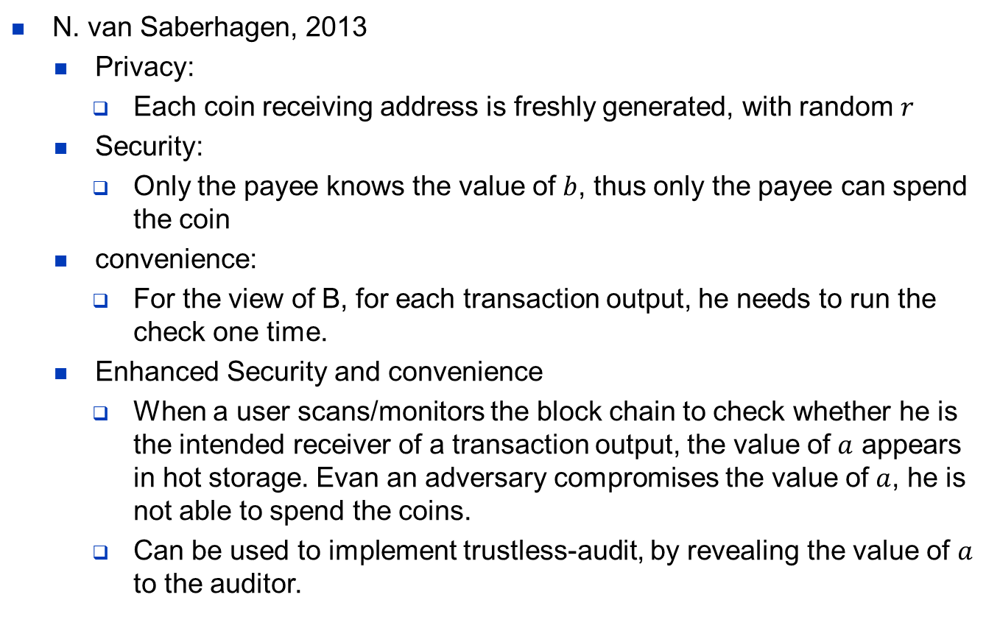 N. van Saberhagen, 2013
Privacy:
Each coin receiving address is freshly generated, with random r
Security:
Only the payee knows the value of b, thus only the payee can spend
the coin
convenience:
For the view of B, for each transaction output, he needs to run the
check one time.
Enhanced Security and convenience
When a user scans/monitors the block chain to check whether he is
the intended receiver of a transaction output, the value of a appears
in hot storage. Evan an adversary compromises the value of a, he is
not able to spend the coins.
Can be used to implement trustless-audit, by revealing the value of a
to the auditor.